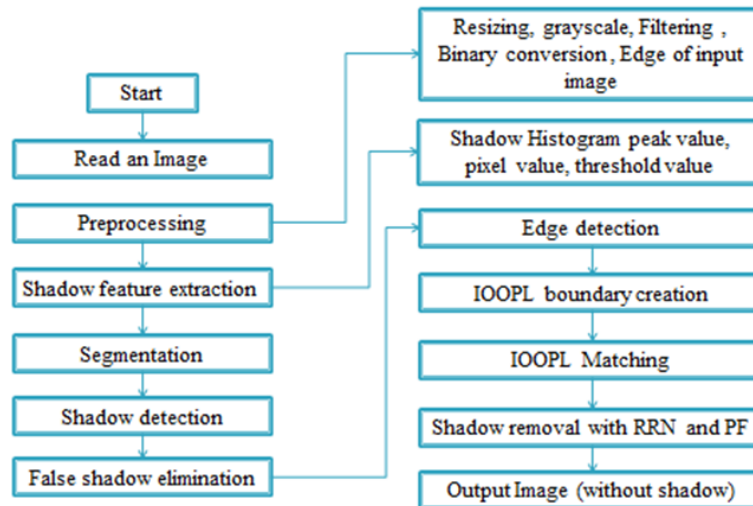 Start
Read an Image
Preprocessing
Shadow feature extraction
Segmentation
Shadow detection
False shadow elimination
Resizing, grayscale, Filtering ,
Binary conversion, Edge of input
image
Shadow Histogram peak value,
pixel value, threshold value
Edge detection
IOOPL boundary creation
IOOPL Matching
Shadow removal with RRN and PF
Output Image (without shadow)